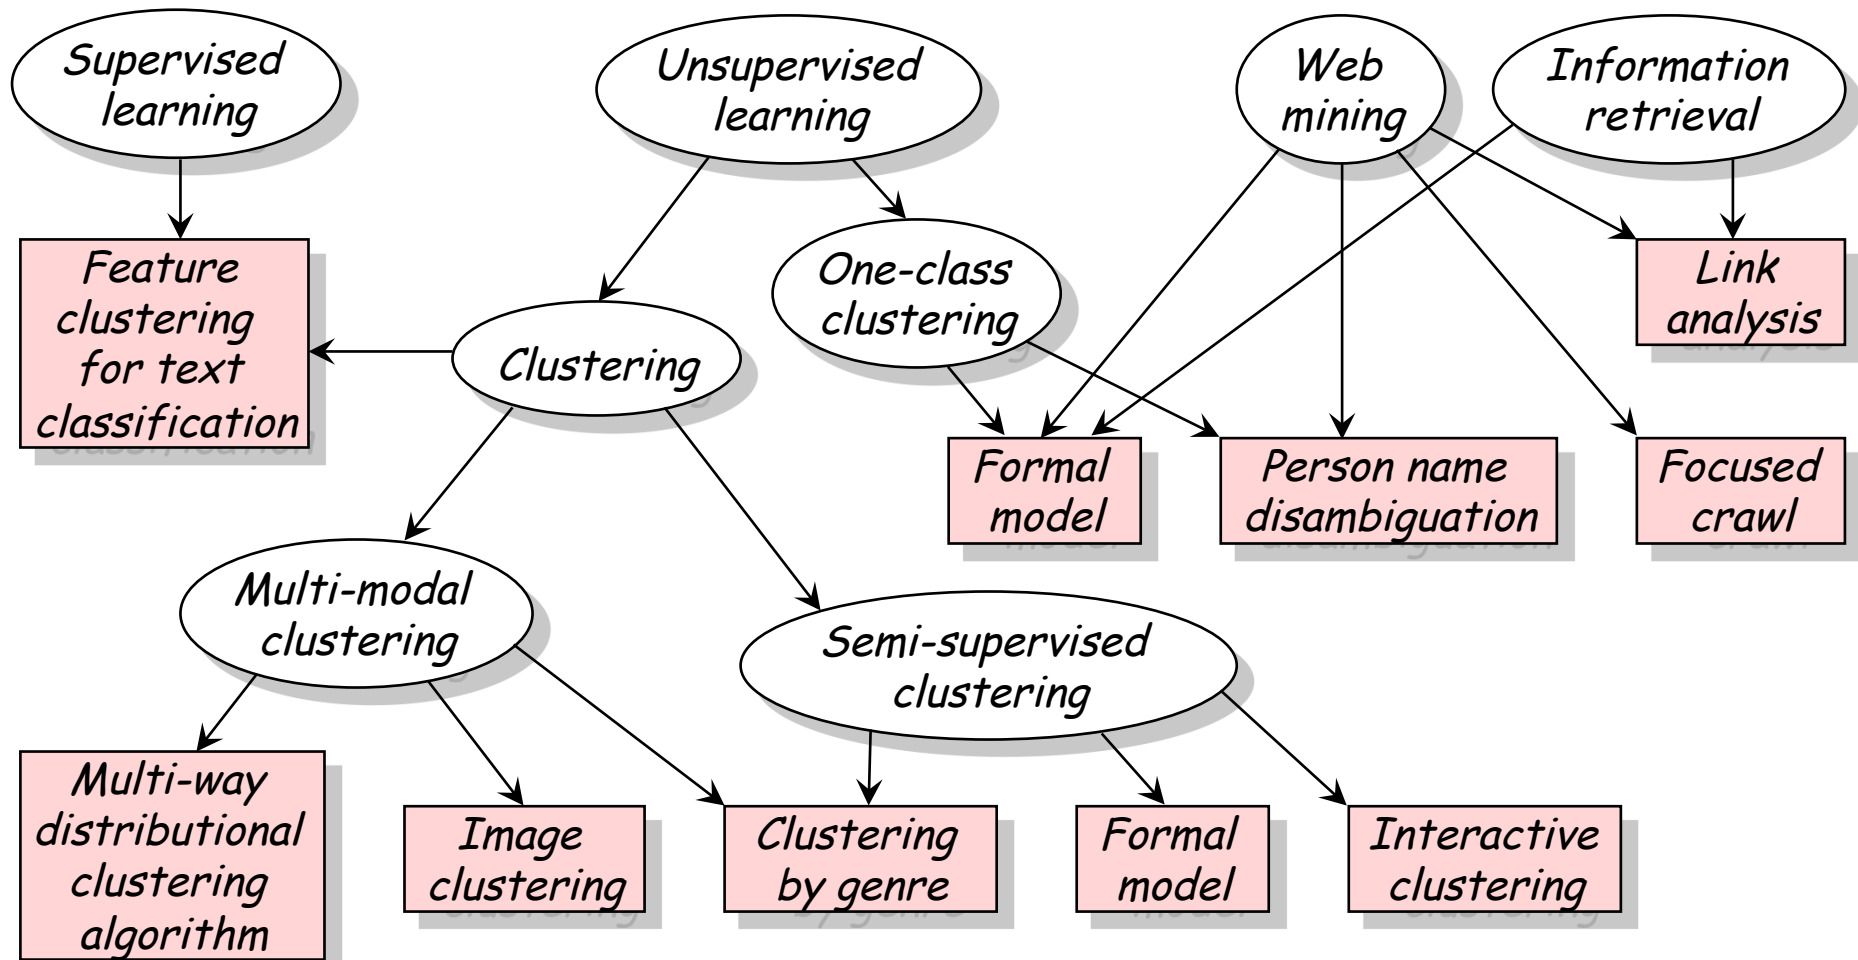 Supervised
learning
Unsupervised
learning
Web
mining
Information
retrieval
Feature
clustering
for text
classification
One-class
clustering
Link
analysis
Clustering
Formal
model
Person name
disambiguation
Focused
crawl
Multi-modal
clustering
Semi-supervised
clustering
Multi-way
distributional
clustering
algorithm
Image
clustering
Clustering
by genre
Formal
model
Interactive
clustering